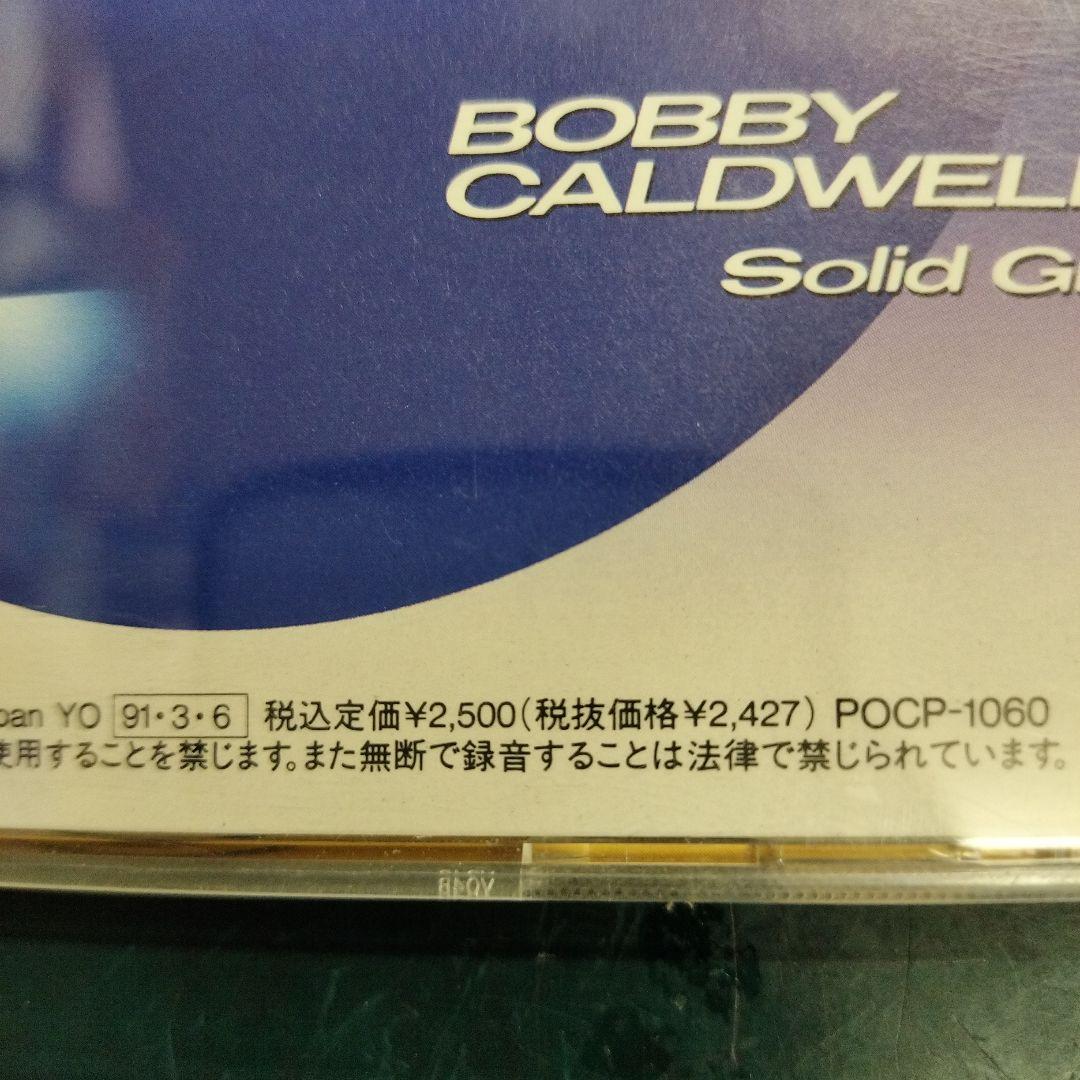 BOBBY
CALDWELL
Solid G
pan YO 91・3・6 税込定価¥2,500(税抜価格¥2,427) POCP-1060
使用することを禁じます。また無断で録音することは法律で禁じられています。